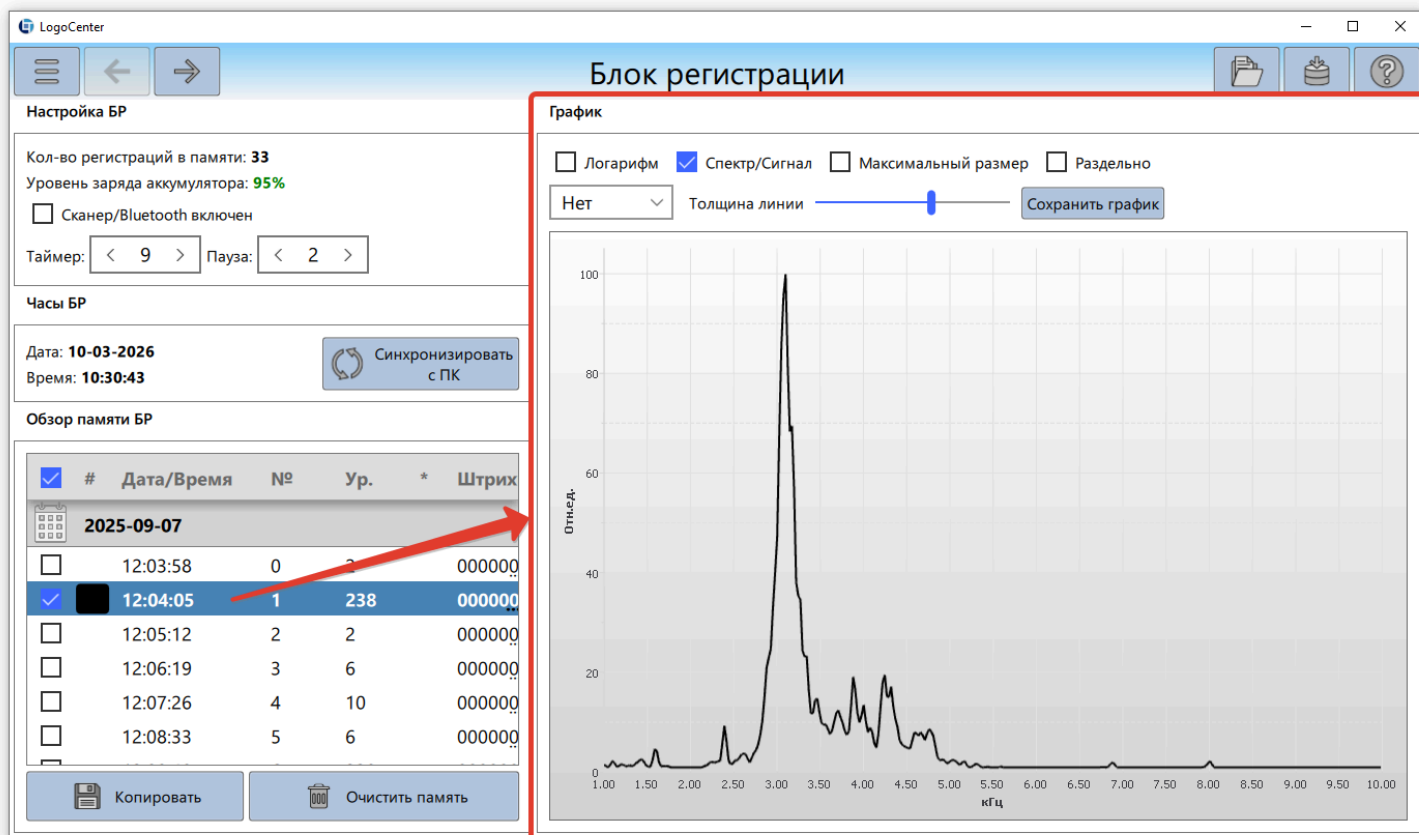 LogoCenter
Блок регистрации
Настройка БР
Кол-во регистраций в памяти: 33
Уровень заряда аккумулятора: 95%
Сканер/Bluetooth включен
Таймер: < 9 > Пауза: < 2 >
Часы БР
Дата: 10-03-2026
Время: 10:30:43
Синхронизировать
с ПК
Обзор памяти БР
# Дата/Время № Ур. * Штрих
2025-09-07
12:03:58 0 2 000000
12:04:05 1 238 000000
12:05:12 2 2 000000
12:06:19 3 6 000000
12:07:26 4 10 000000
12:08:33 5 6 000000
Копировать
Очистить память
График
Логарифм Спектр/Сигнал Максимальный размер Раздельно
Нет Толщина линии Сохранить график
100
80
60
40
20
0
Отн.ед.
1.00 1.50 2.00 2.50 3.00 3.50 4.00 4.50 5.00 5.50 6.00 6.50 7.00 7.50 8.00 8.50 9.00 9.50 10.00
кГц